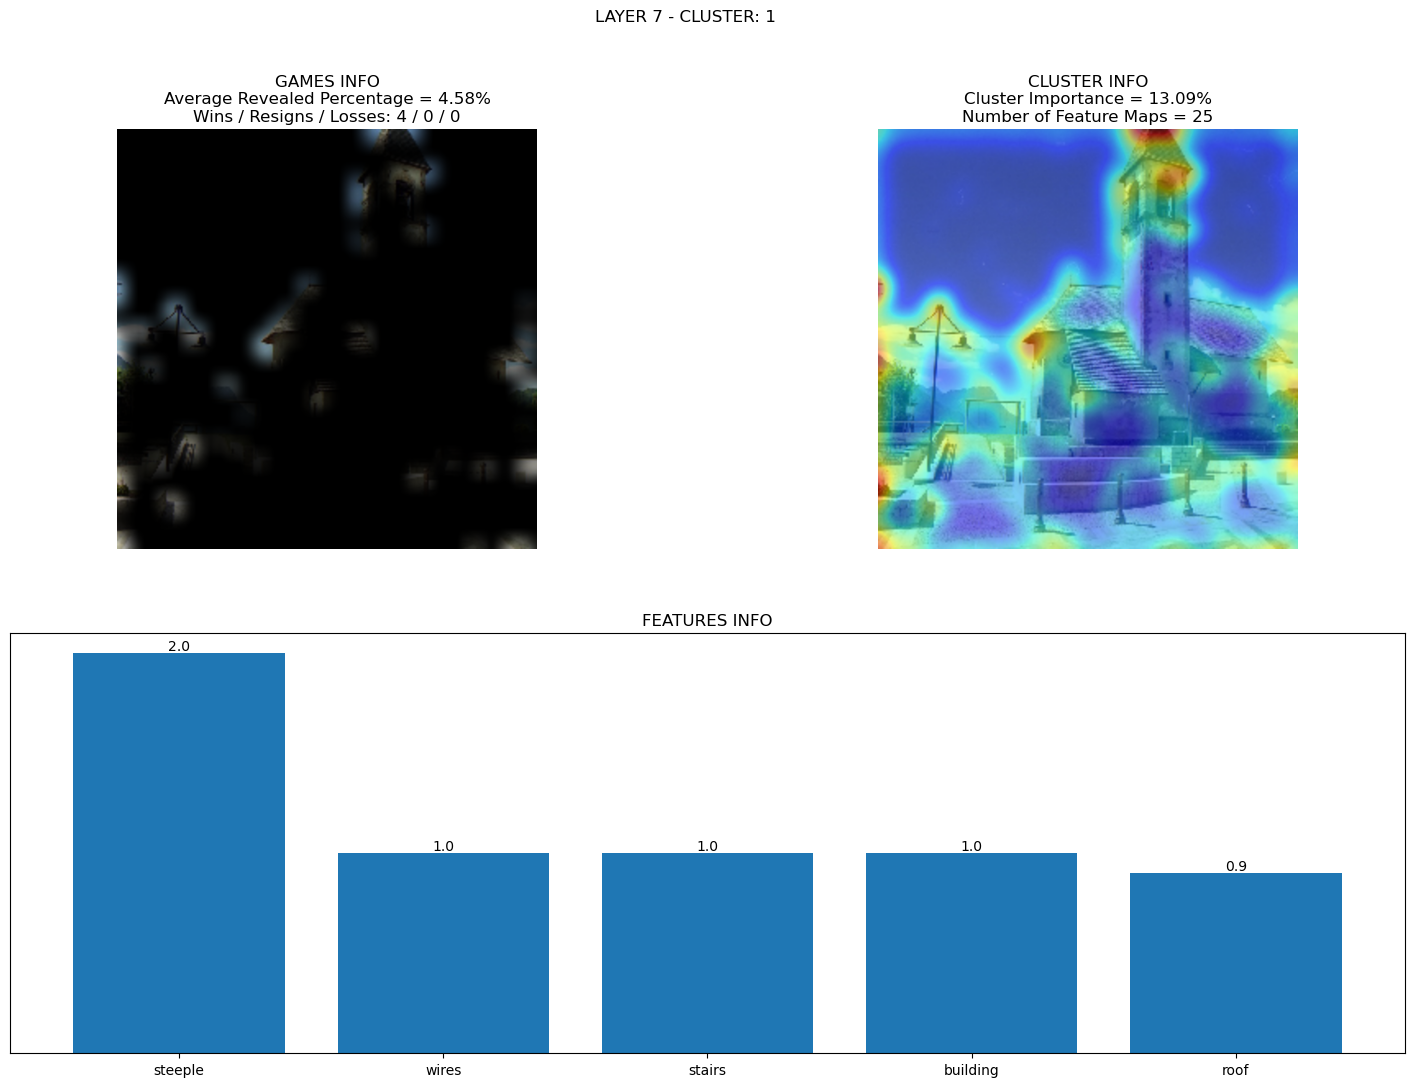 LAYER 7 - CLUSTER: 1
GAMES INFO
Average Revealed Percentage = 4.58%
Wins / Resigns / Losses: 4 / 0 / 0
CLUSTER INFO
Cluster Importance = 13.09%
Number of Feature Maps = 25
FEATURES INFO
2.0
1.0
1.0
1.0
0.9
steeple
wires
stairs
building
roof